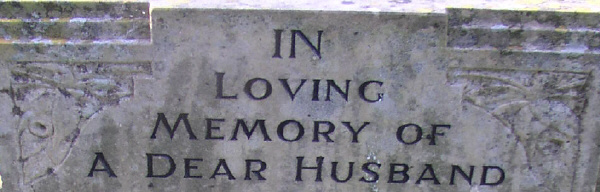 IN
LOVING
MEMORY OF
A DEAR HUSBAND